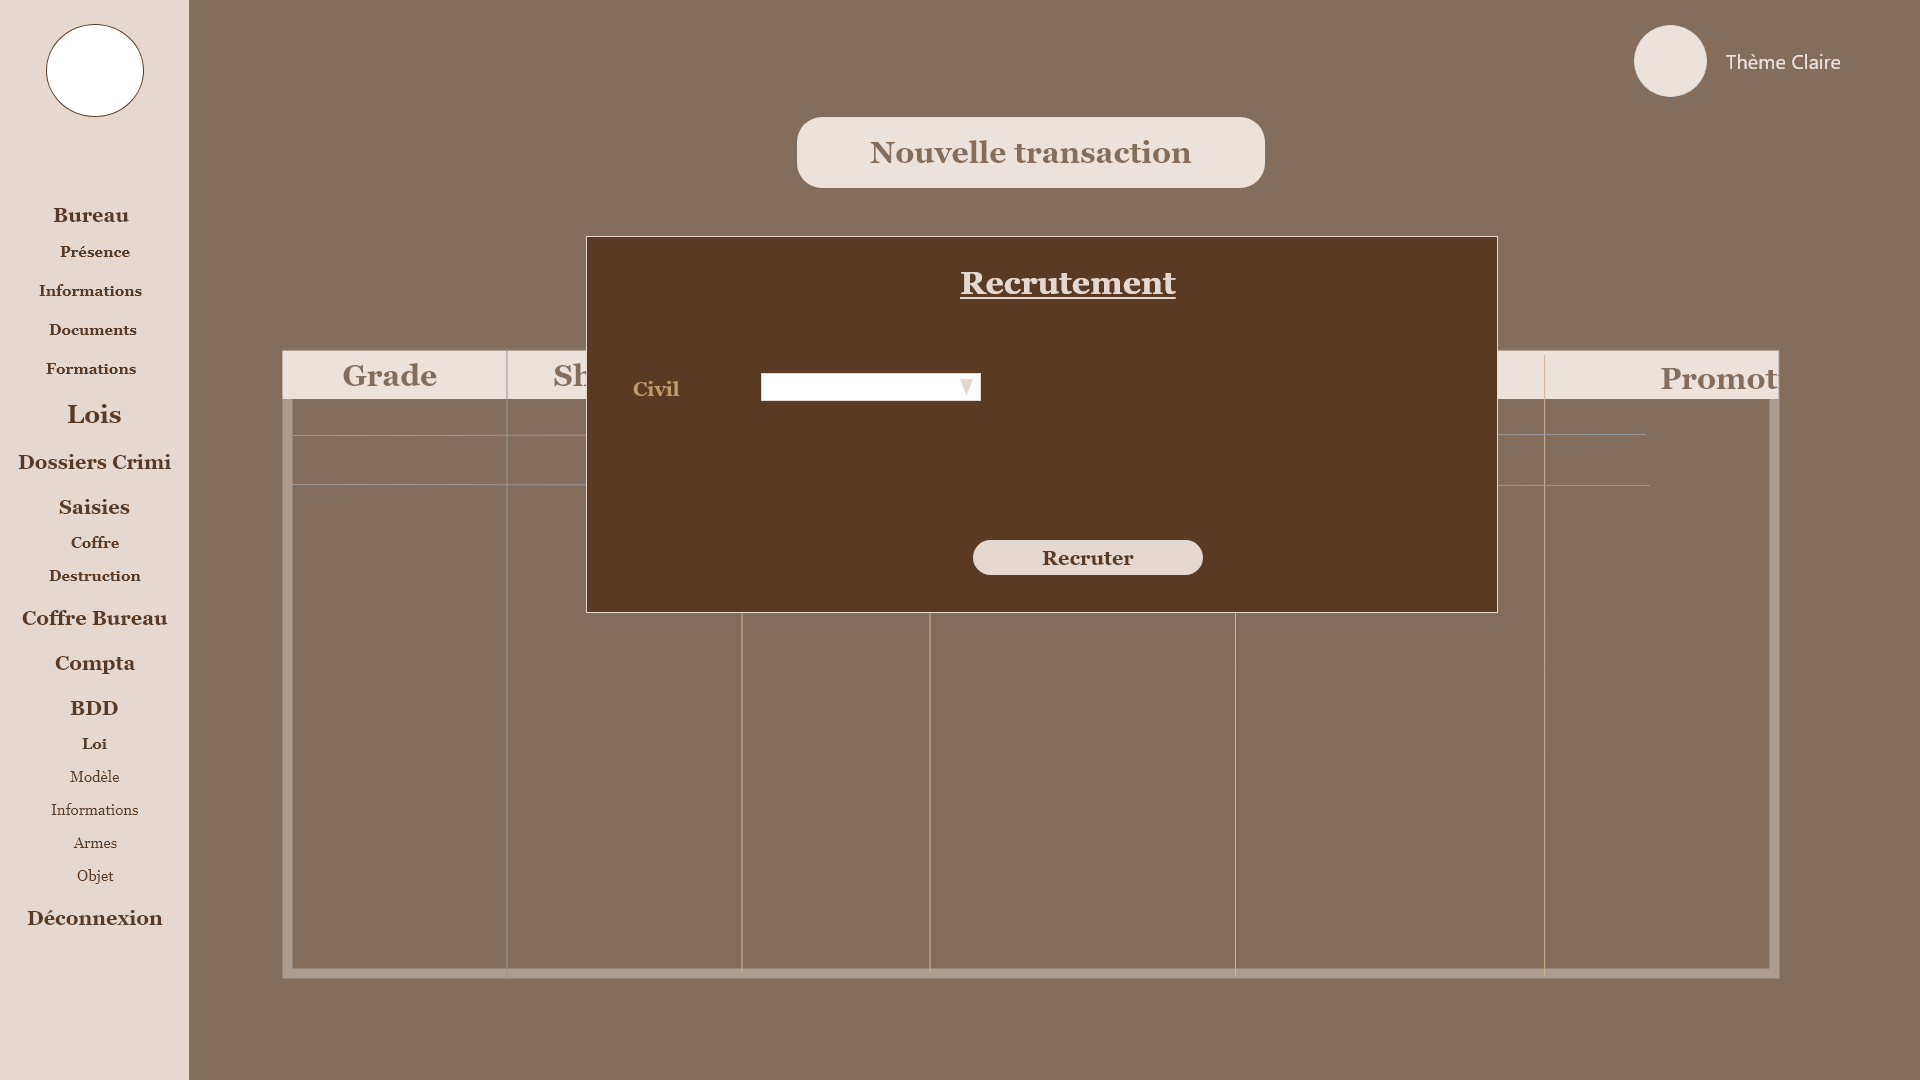 Thème Claire
Nouvelle transaction
Bureau
Présence
Informations
Documents
Formations
Lois
Dossiers Crimi
Saisies
Coffre
Destruction
Coffre Bureau
Compta
BDD
Loi
Modèle
Informations
Armes
Objet
Déconnexion
Recrutement
Grade
Sh
Promot
Civil
Recruter